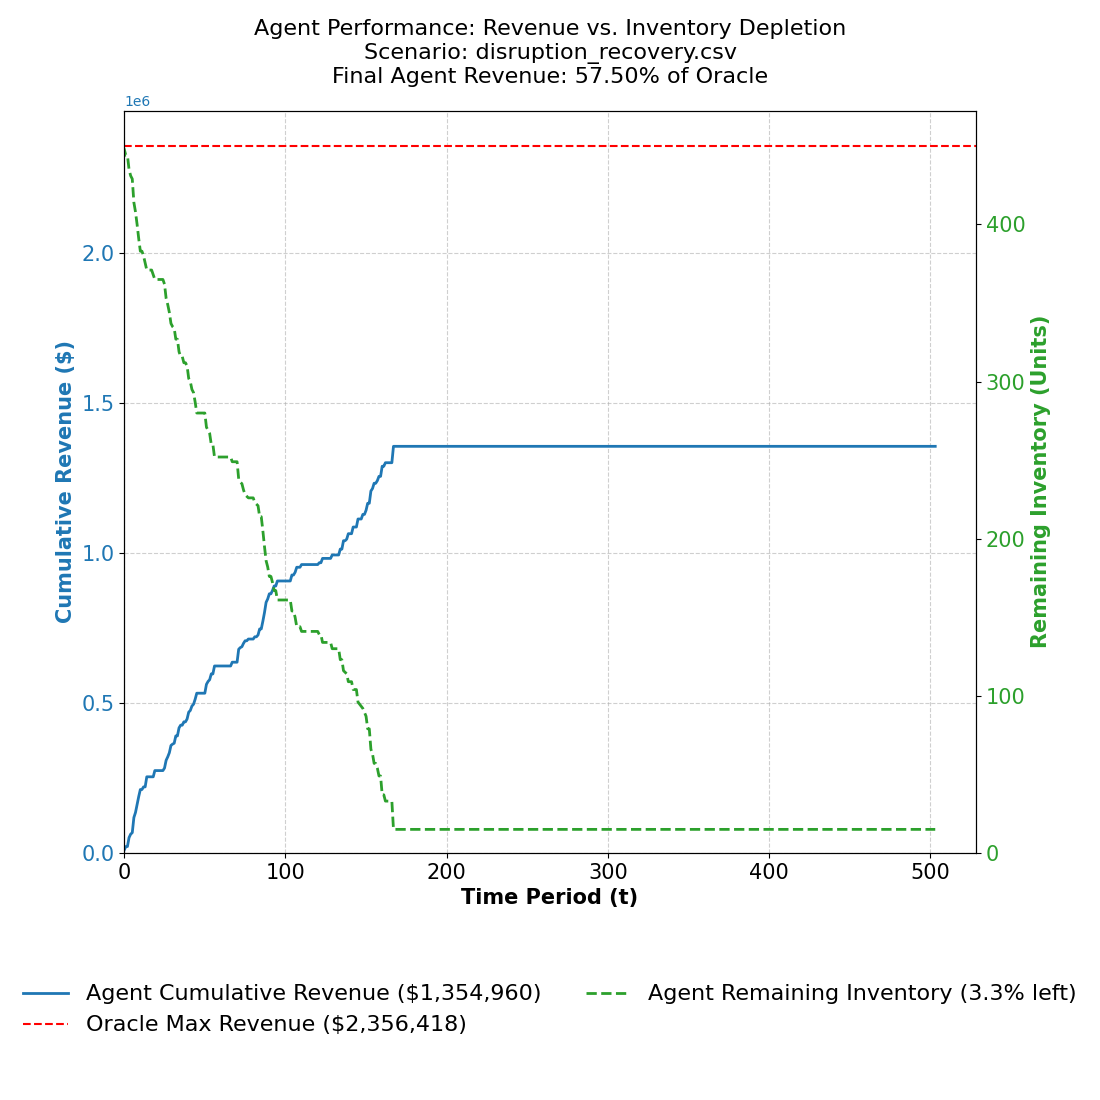 Agent Performance: Revenue vs. Inventory Depletion
Scenario: disruption_recovery.csv
Final Agent Revenue: 57.50% of Oracle
1e6
2.0
1.5
1.0
0.5
0.0
Cumulative Revenue ($)
400
300
200
100
0
Remaining Inventory (Units)
0 100 200 300 400 500
Time Period (t)
Agent Cumulative Revenue ($1,354,960)
Oracle Max Revenue ($2,356,418)
Agent Remaining Inventory (3.3% left)